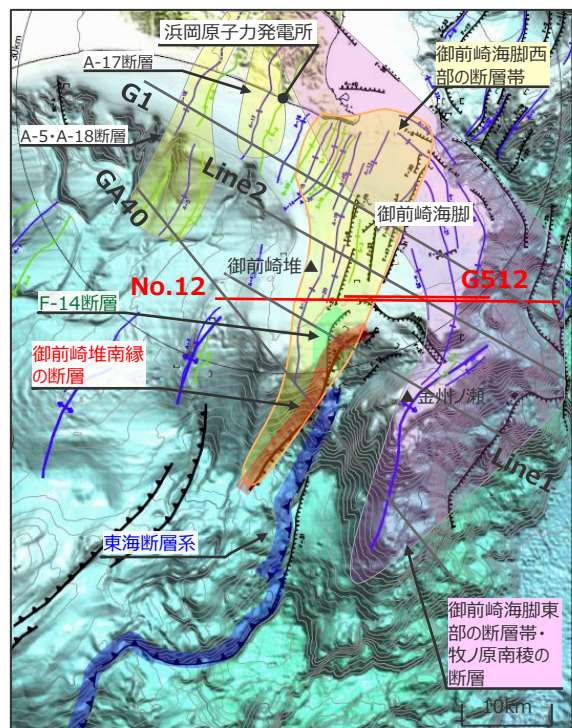 浜岡原子力発電所
御前崎海脚西
部の断層帯
A-17断層
30km
G1
A-5・A-18断層
Line2
GA40
御前崎海脚
御前崎堆
No.12
G512
F-14断層
御前崎堆南縁
の断層
金州ノ瀬
Line1
東海断層系
御前崎海脚東
部の断層帯・
牧ノ原南稜の
断層
10km